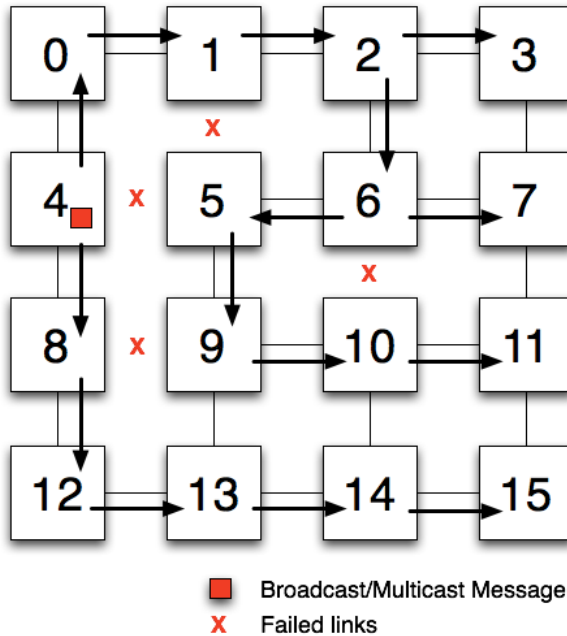 0 1 2 3
x
4 x 5 6 7
x
8 x 9 10 11
12 13 14 15
Broadcast/Multicast Message
x Failed links